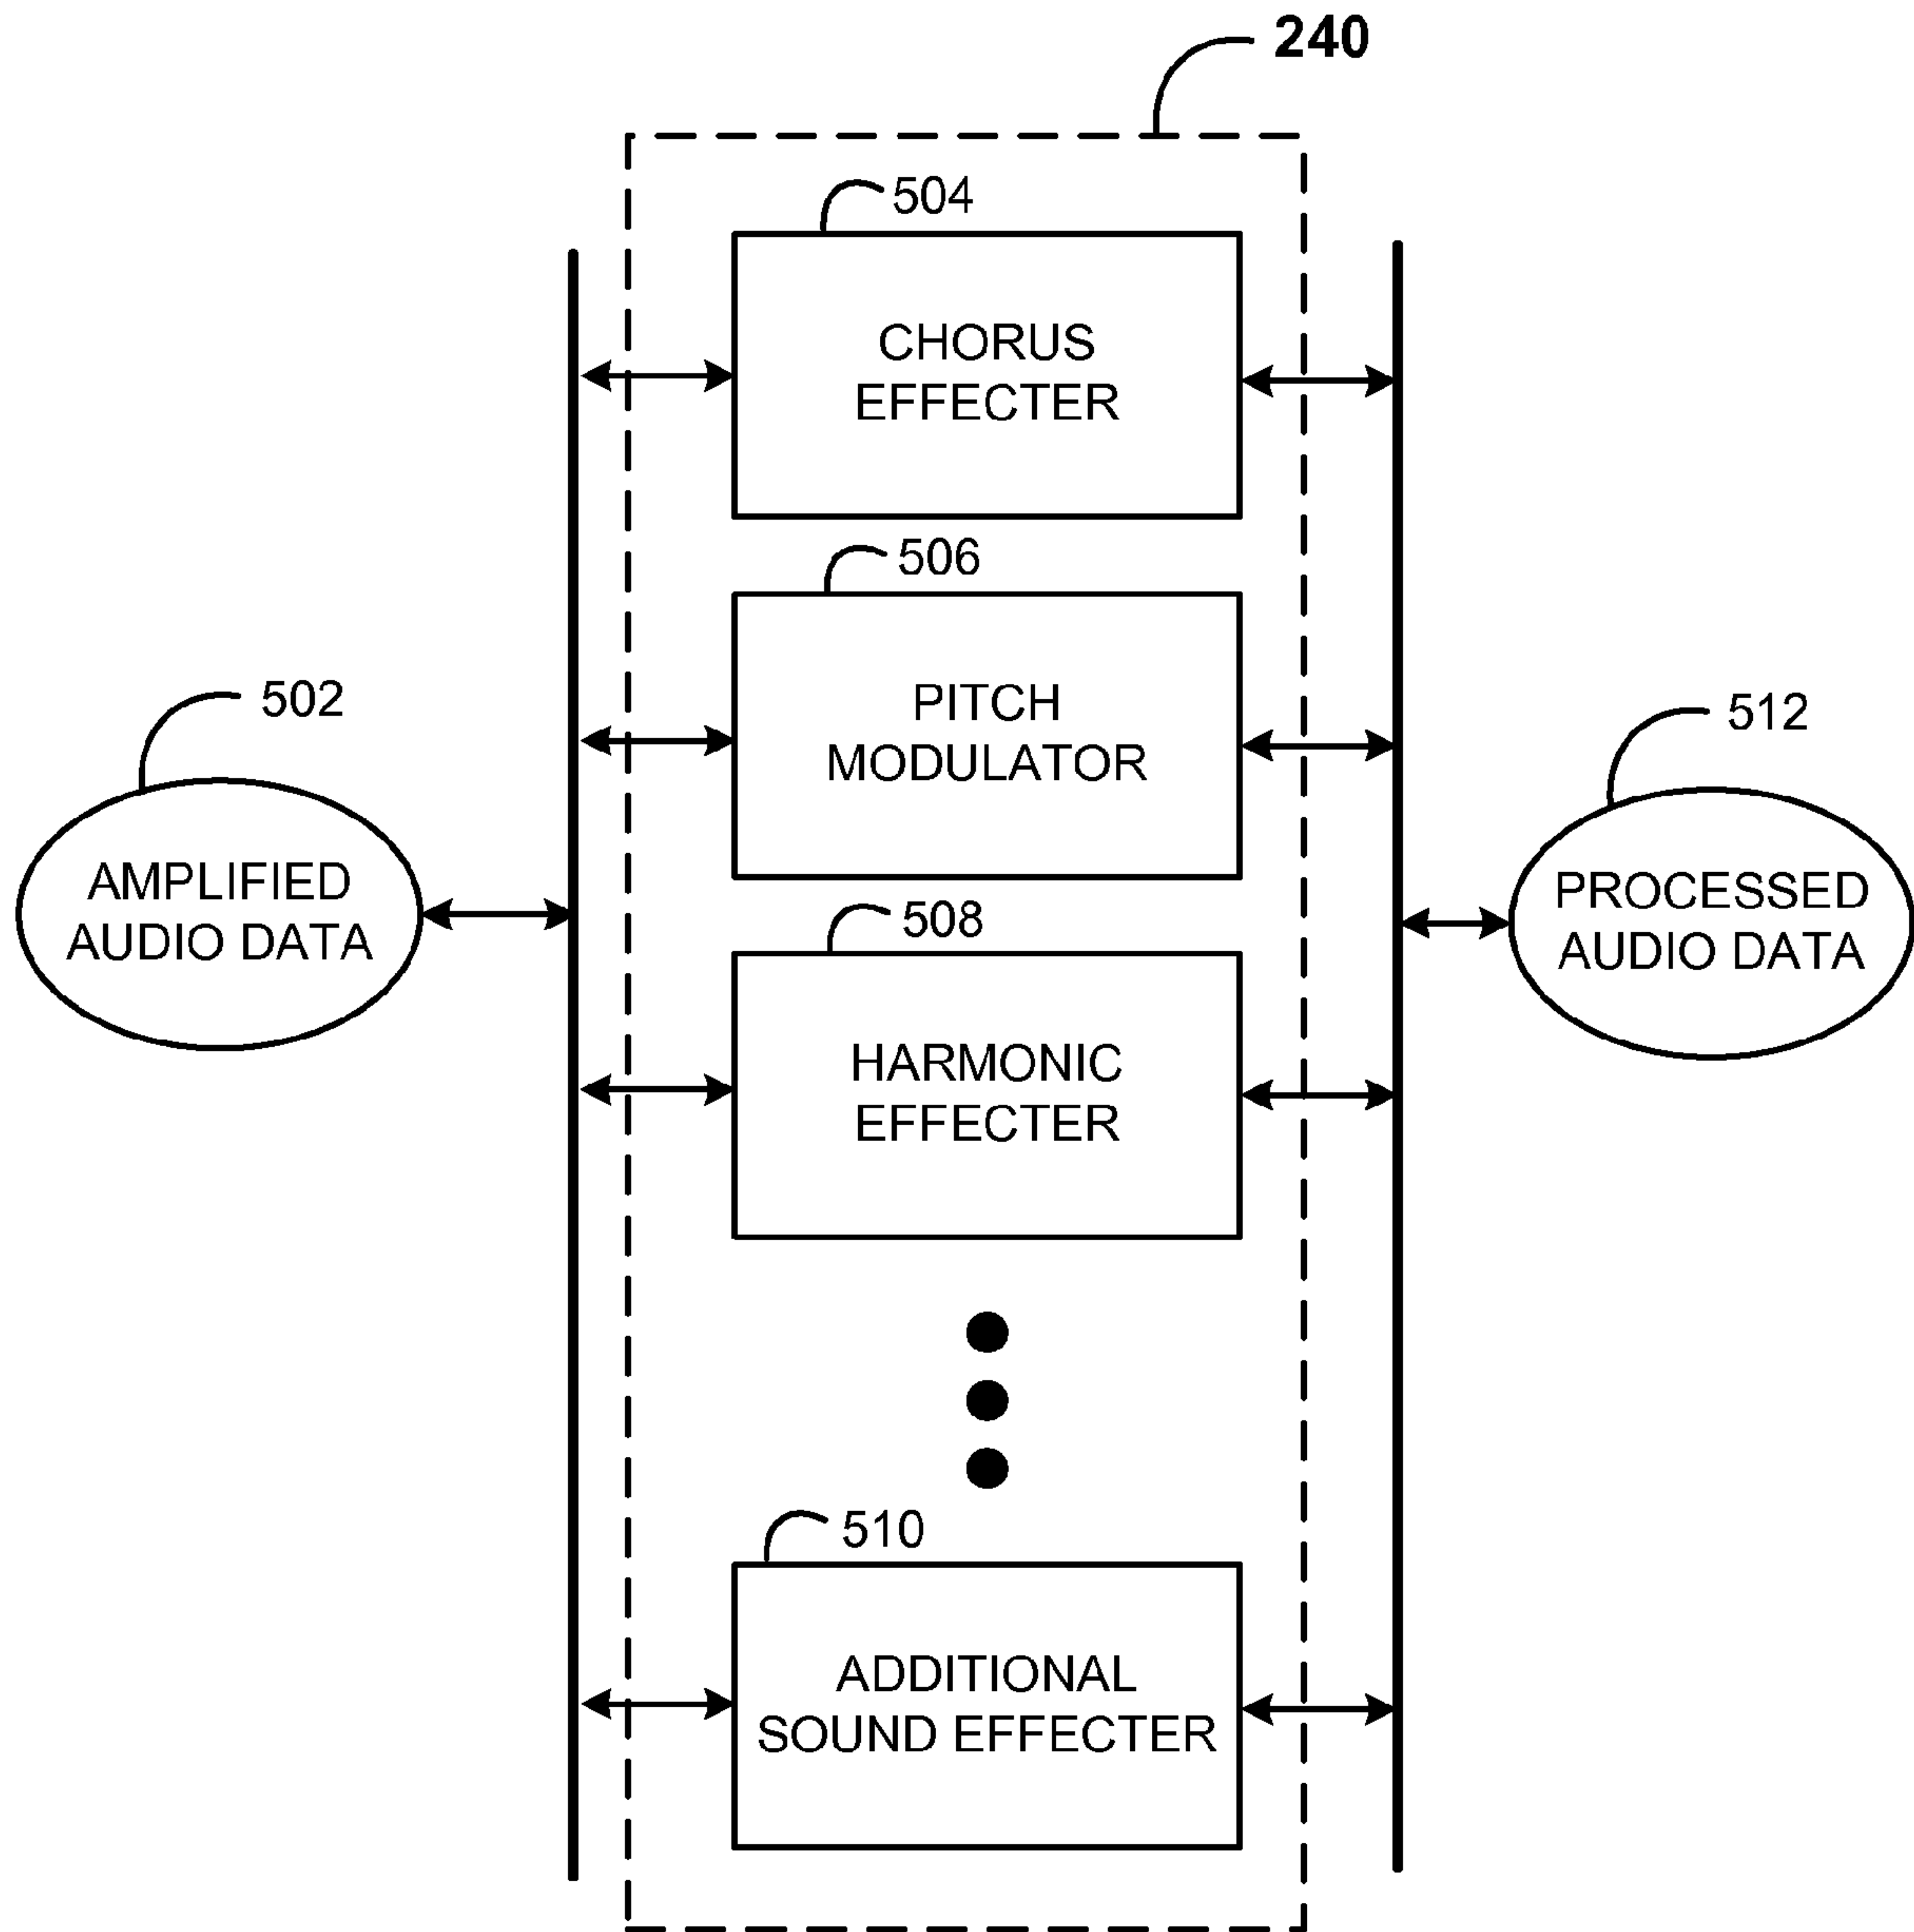 240
504
CHORUS
EFFECTER
506
PITCH
MODULATOR
502
AMPLIFIED
AUDIO DATA
512
PROCESSED
AUDIO DATA
508
HARMONIC
EFFECTER
510
ADDITIONAL
SOUND EFFECTER